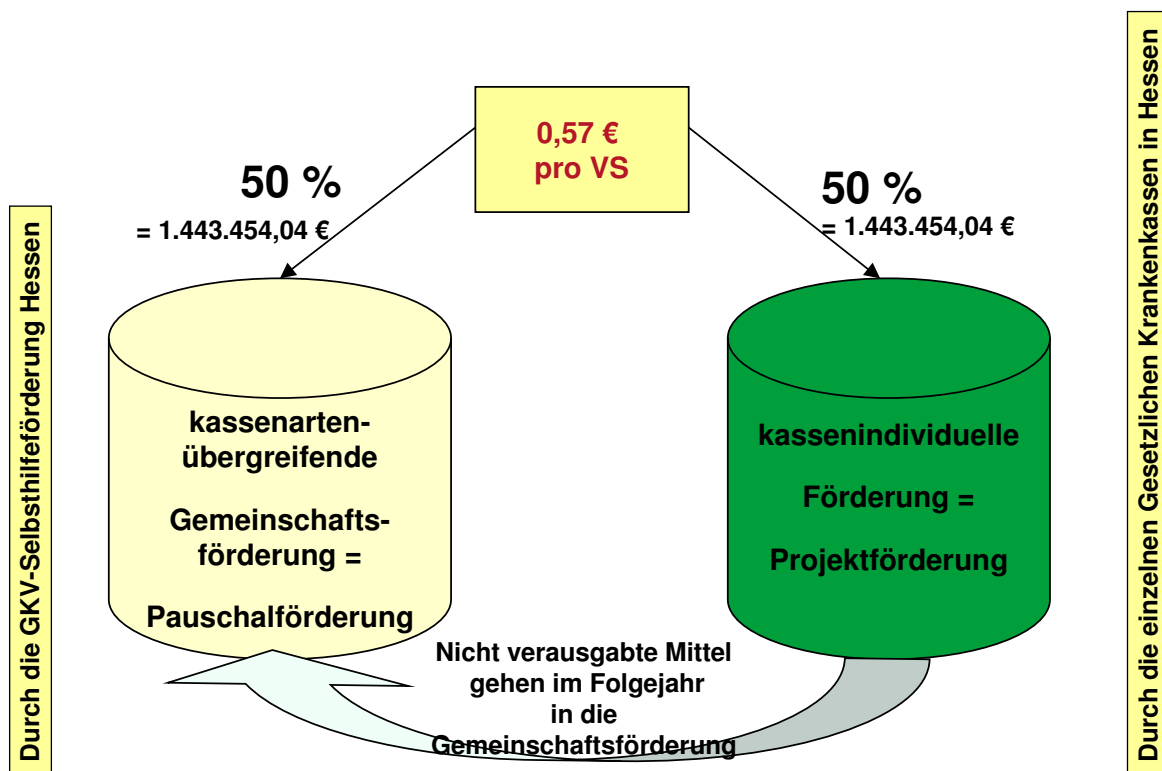 0,57 €
pro VS
50 %
= 1.443.454,04 €
50 %
= 1.443.454,04 €
Durch die GKV-Selbsthilfeförderung Hessen
kassenarten-
übergreifende
Gemeinschafts-
förderung =
Pauschalförderung
kassenindividuelle
Förderung =
Projektförderung
Nicht verausgabte Mittel
gehen im Folgejahr
in die
Gemeinschaftsförderung
Durch die einzelnen Gesetzlichen Krankenkassen in Hessen